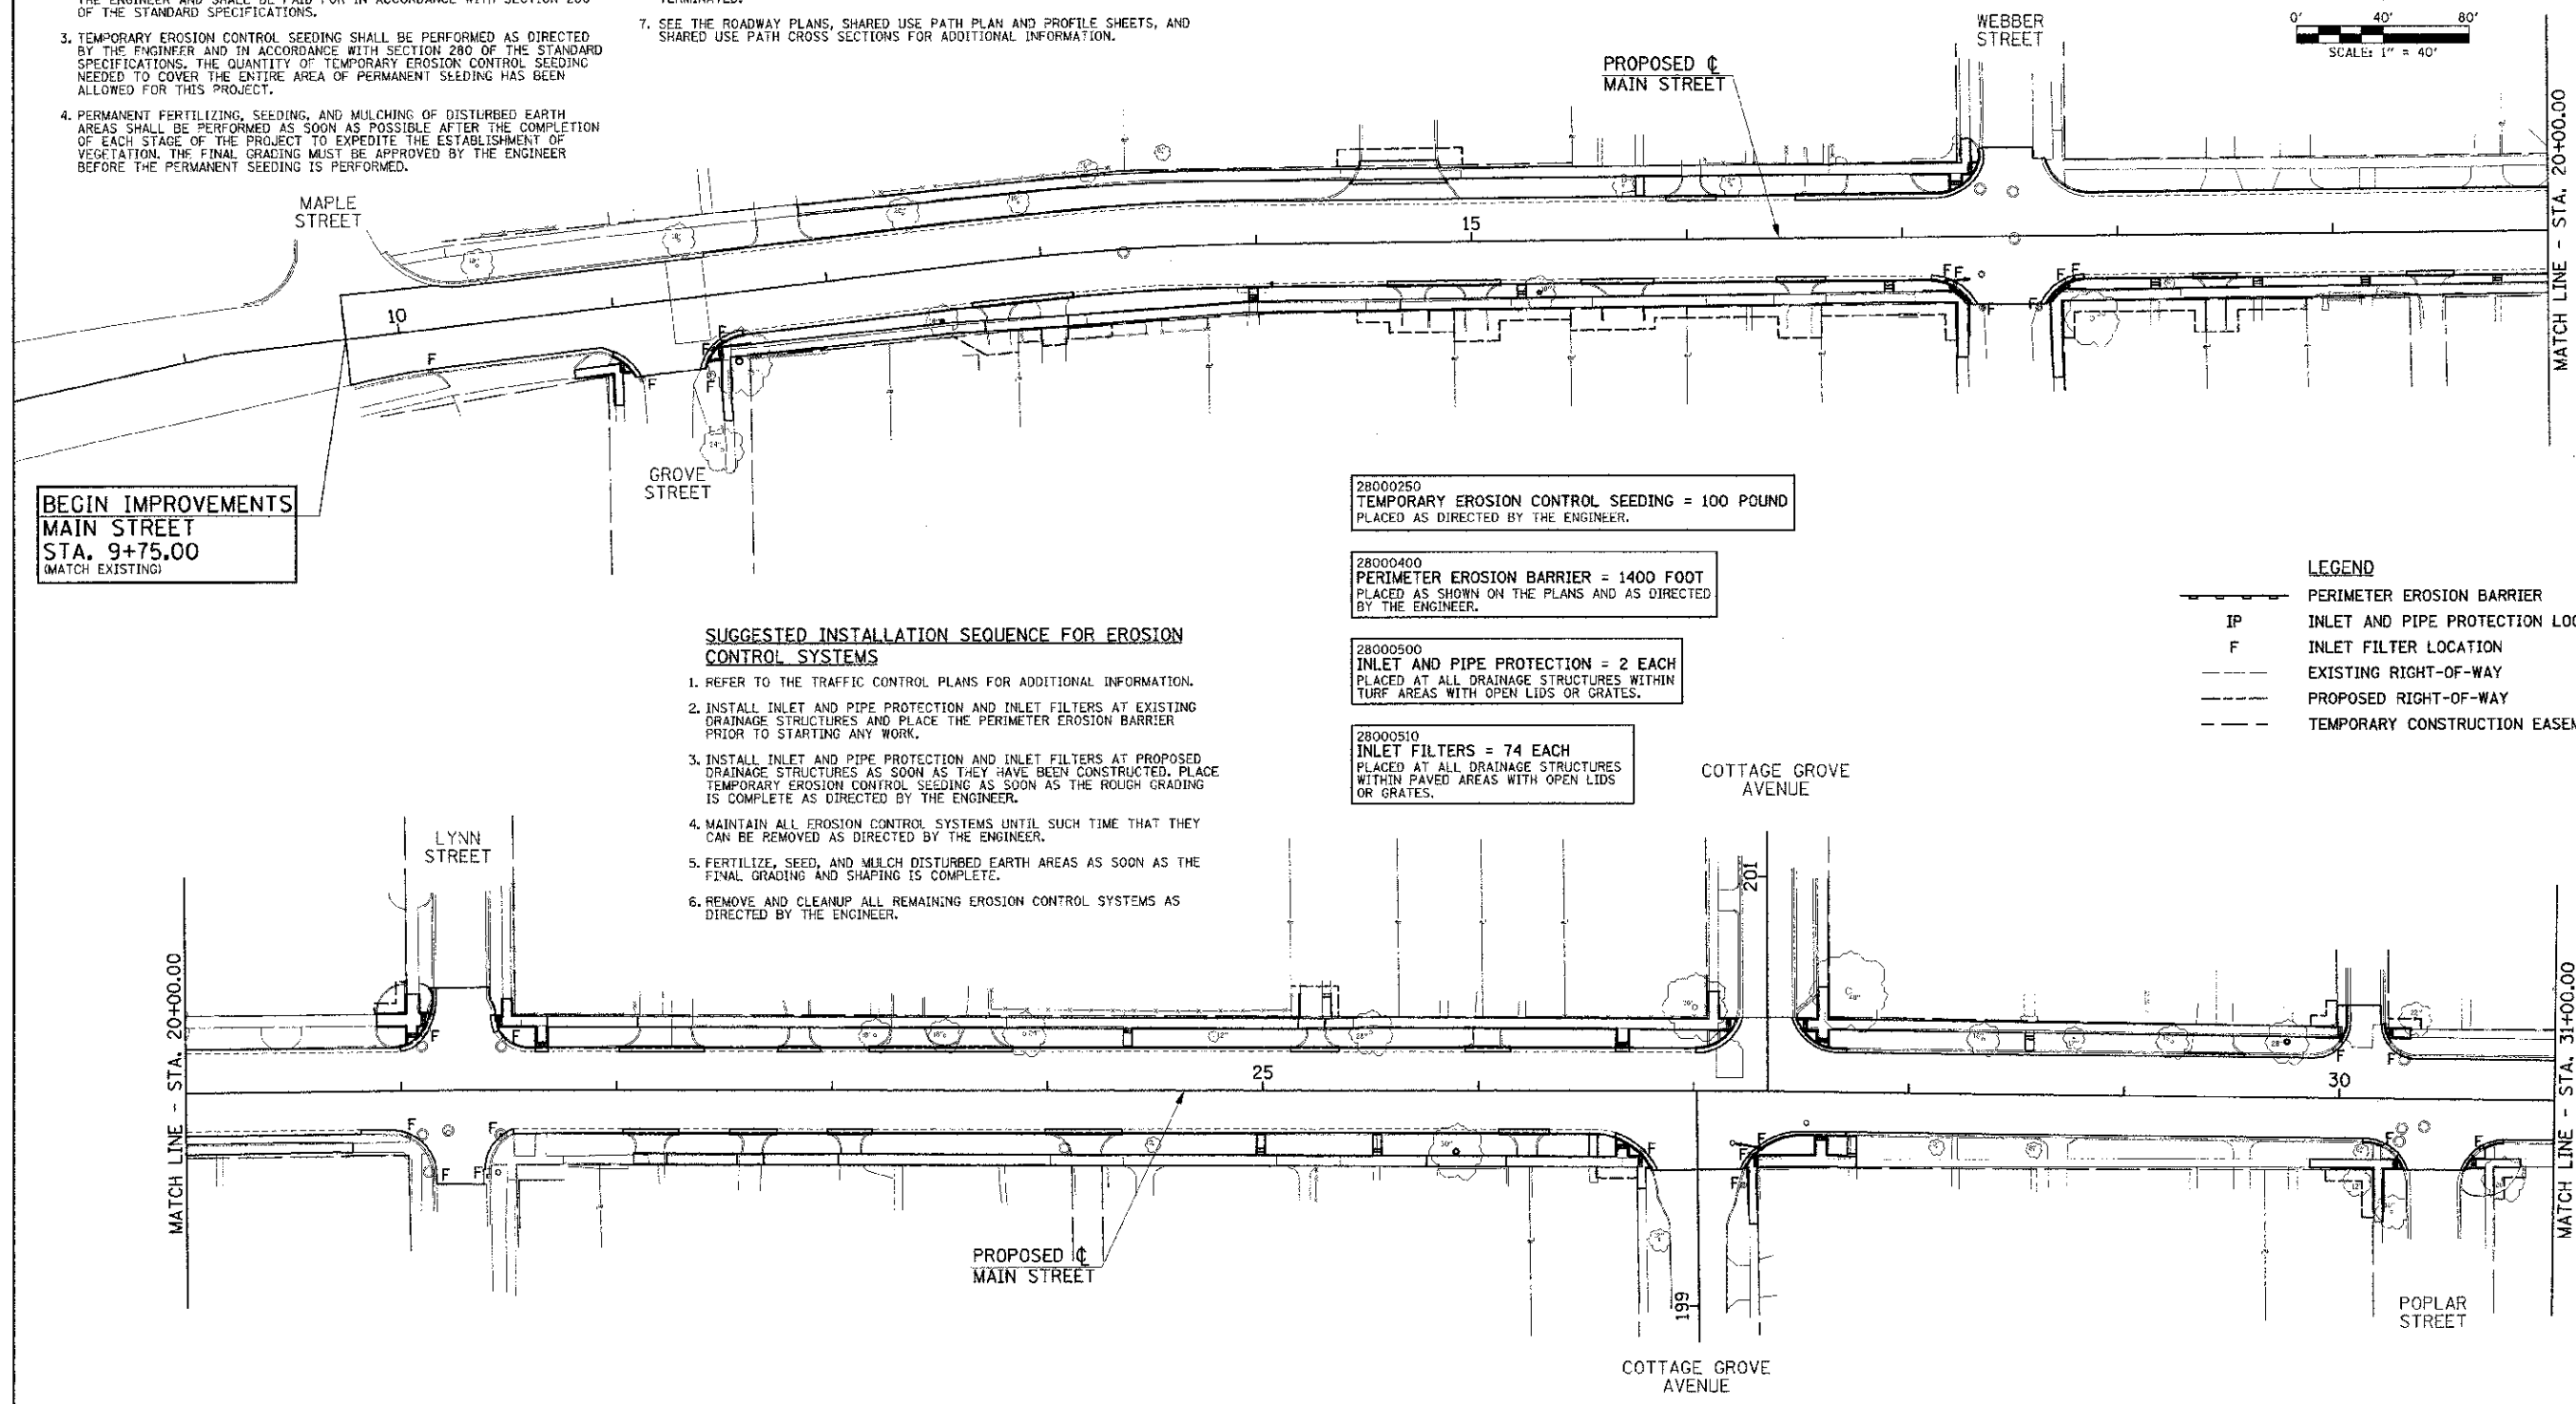 THE ENGINEER AND SHALL BE PAID FOR IN ACCORDANCE WITH SECTION 280
OF THE STANDARD SPECIFICATIONS.
3. TEMPORARY EROSION CONTROL SEEDING SHALL BE PERFORMED AS DIRECTED
BY THE ENGINEER AND IN ACCORDANCE WITH SECTION 280 OF THE STANDARD
SPECIFICATIONS. THE QUANTITY OF TEMPORARY EROSION CONTROL SEEDING
NEEDED TO COVER THE ENTIRE AREA OF PERMANENT SEEDING HAS BEEN
ALLOWED FOR THIS PROJECT.
4. PERMANENT FERTILIZING, SEEDING, AND MULCHING OF DISTURBED EARTH
AREAS SHALL BE PERFORMED AS SOON AS POSSIBLE AFTER THE COMPLETION
OF EACH STAGE OF THE PROJECT TO EXPEDITE THE ESTABLISHMENT OF
VEGETATION. THE FINAL GRADING MUST BE APPROVED BY THE ENGINEER
BEFORE THE PERMANENT SEEDING IS PERFORMED.
TERMINATED.
7. SEE THE ROADWAY PLANS, SHARED USE PATH PLAN AND PROFILE SHEETS, AND
SHARED USE PATH CROSS SECTIONS FOR ADDITIONAL INFORMATION.
WEBBER
STREET
0' 40' 80'
SCALE: 1" = 40'
PROPOSED ℄
MAIN STREET
MAPLE
STREET
10
15
MATCH LINE - STA. 20+00.00
F
F
F
F
F
F
F
F
F
F
F
GROVE
STREET
BEGIN IMPROVEMENTS
MAIN STREET
STA. 9+75.00
(MATCH EXISTING)
28000250
TEMPORARY EROSION CONTROL SEEDING = 100 POUND
PLACED AS DIRECTED BY THE ENGINEER.
28000400
PERIMETER EROSION BARRIER = 1400 FOOT
PLACED AS SHOWN ON THE PLANS AND AS DIRECTED
BY THE ENGINEER.
28000500
INLET AND PIPE PROTECTION = 2 EACH
PLACED AT ALL DRAINAGE STRUCTURES WITHIN
TURF AREAS WITH OPEN LIDS OR GRATES.
28000510
INLET FILTERS = 74 EACH
PLACED AT ALL DRAINAGE STRUCTURES
WITHIN PAVED AREAS WITH OPEN LIDS
OR GRATES.
LEGEND
PERIMETER EROSION BARRIER
IP INLET AND PIPE PROTECTION LOC
F INLET FILTER LOCATION
EXISTING RIGHT-OF-WAY
PROPOSED RIGHT-OF-WAY
TEMPORARY CONSTRUCTION EASEM
SUGGESTED INSTALLATION SEQUENCE FOR EROSION
CONTROL SYSTEMS
1. REFER TO THE TRAFFIC CONTROL PLANS FOR ADDITIONAL INFORMATION.
2. INSTALL INLET AND PIPE PROTECTION AND INLET FILTERS AT EXISTING
DRAINAGE STRUCTURES AND PLACE THE PERIMETER EROSION BARRIER
PRIOR TO STARTING ANY WORK.
3. INSTALL INLET AND PIPE PROTECTION AND INLET FILTERS AT PROPOSED
DRAINAGE STRUCTURES AS SOON AS THEY HAVE BEEN CONSTRUCTED. PLACE
TEMPORARY EROSION CONTROL SEEDING AS SOON AS THE ROUGH GRADING
IS COMPLETE AS DIRECTED BY THE ENGINEER.
4. MAINTAIN ALL EROSION CONTROL SYSTEMS UNTIL SUCH TIME THAT THEY
CAN BE REMOVED AS DIRECTED BY THE ENGINEER.
5. FERTILIZE, SEED, AND MULCH DISTURBED EARTH AREAS AS SOON AS THE
FINAL GRADING AND SHAPING IS COMPLETE.
6. REMOVE AND CLEANUP ALL REMAINING EROSION CONTROL SYSTEMS AS
DIRECTED BY THE ENGINEER.
COTTAGE GROVE
AVENUE
LYNN
STREET
201
MATCH LINE - STA. 20+00.00
25
30
MATCH LINE - STA. 31+00.00
F
F
F
F
F
F
F
F
F
F
F
F
F
F
PROPOSED ℄
MAIN STREET
199
COTTAGE GROVE
AVENUE
POPLAR
STREET